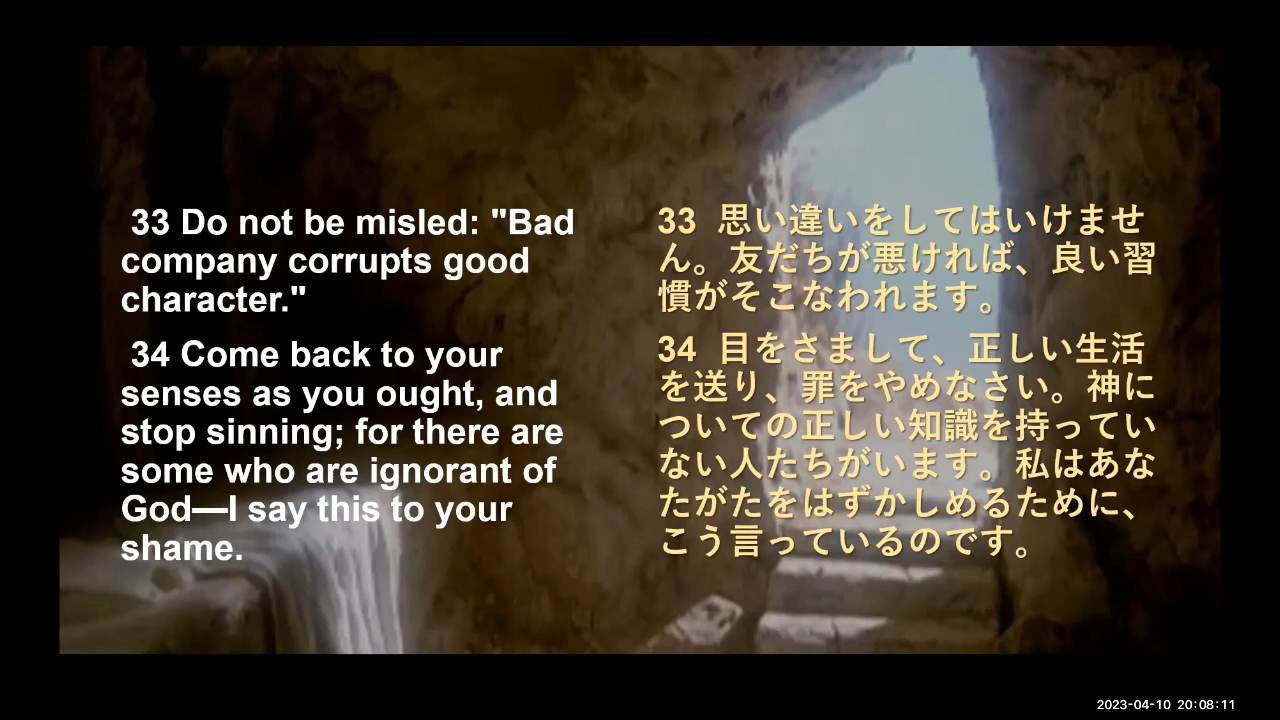 33 Do not be misled: "Bad
company corrupts good
character."
34 Come back to your
senses as you ought, and
stop sinning; for there are
some who are ignorant of
God—I say this to your
shame.
33 思い違いをしてはいけませ
ん。友だちが悪ければ、良い習
慣がそこなわれます。
34 目をさまして、正しい生活
を送り、罪をやめなさい。神に
ついての正しい知識を持ってい
ない人たちがいます。私はあな
たがたをはずかしめるために、
こう言っているのです。
2023-04-10 20:08:11